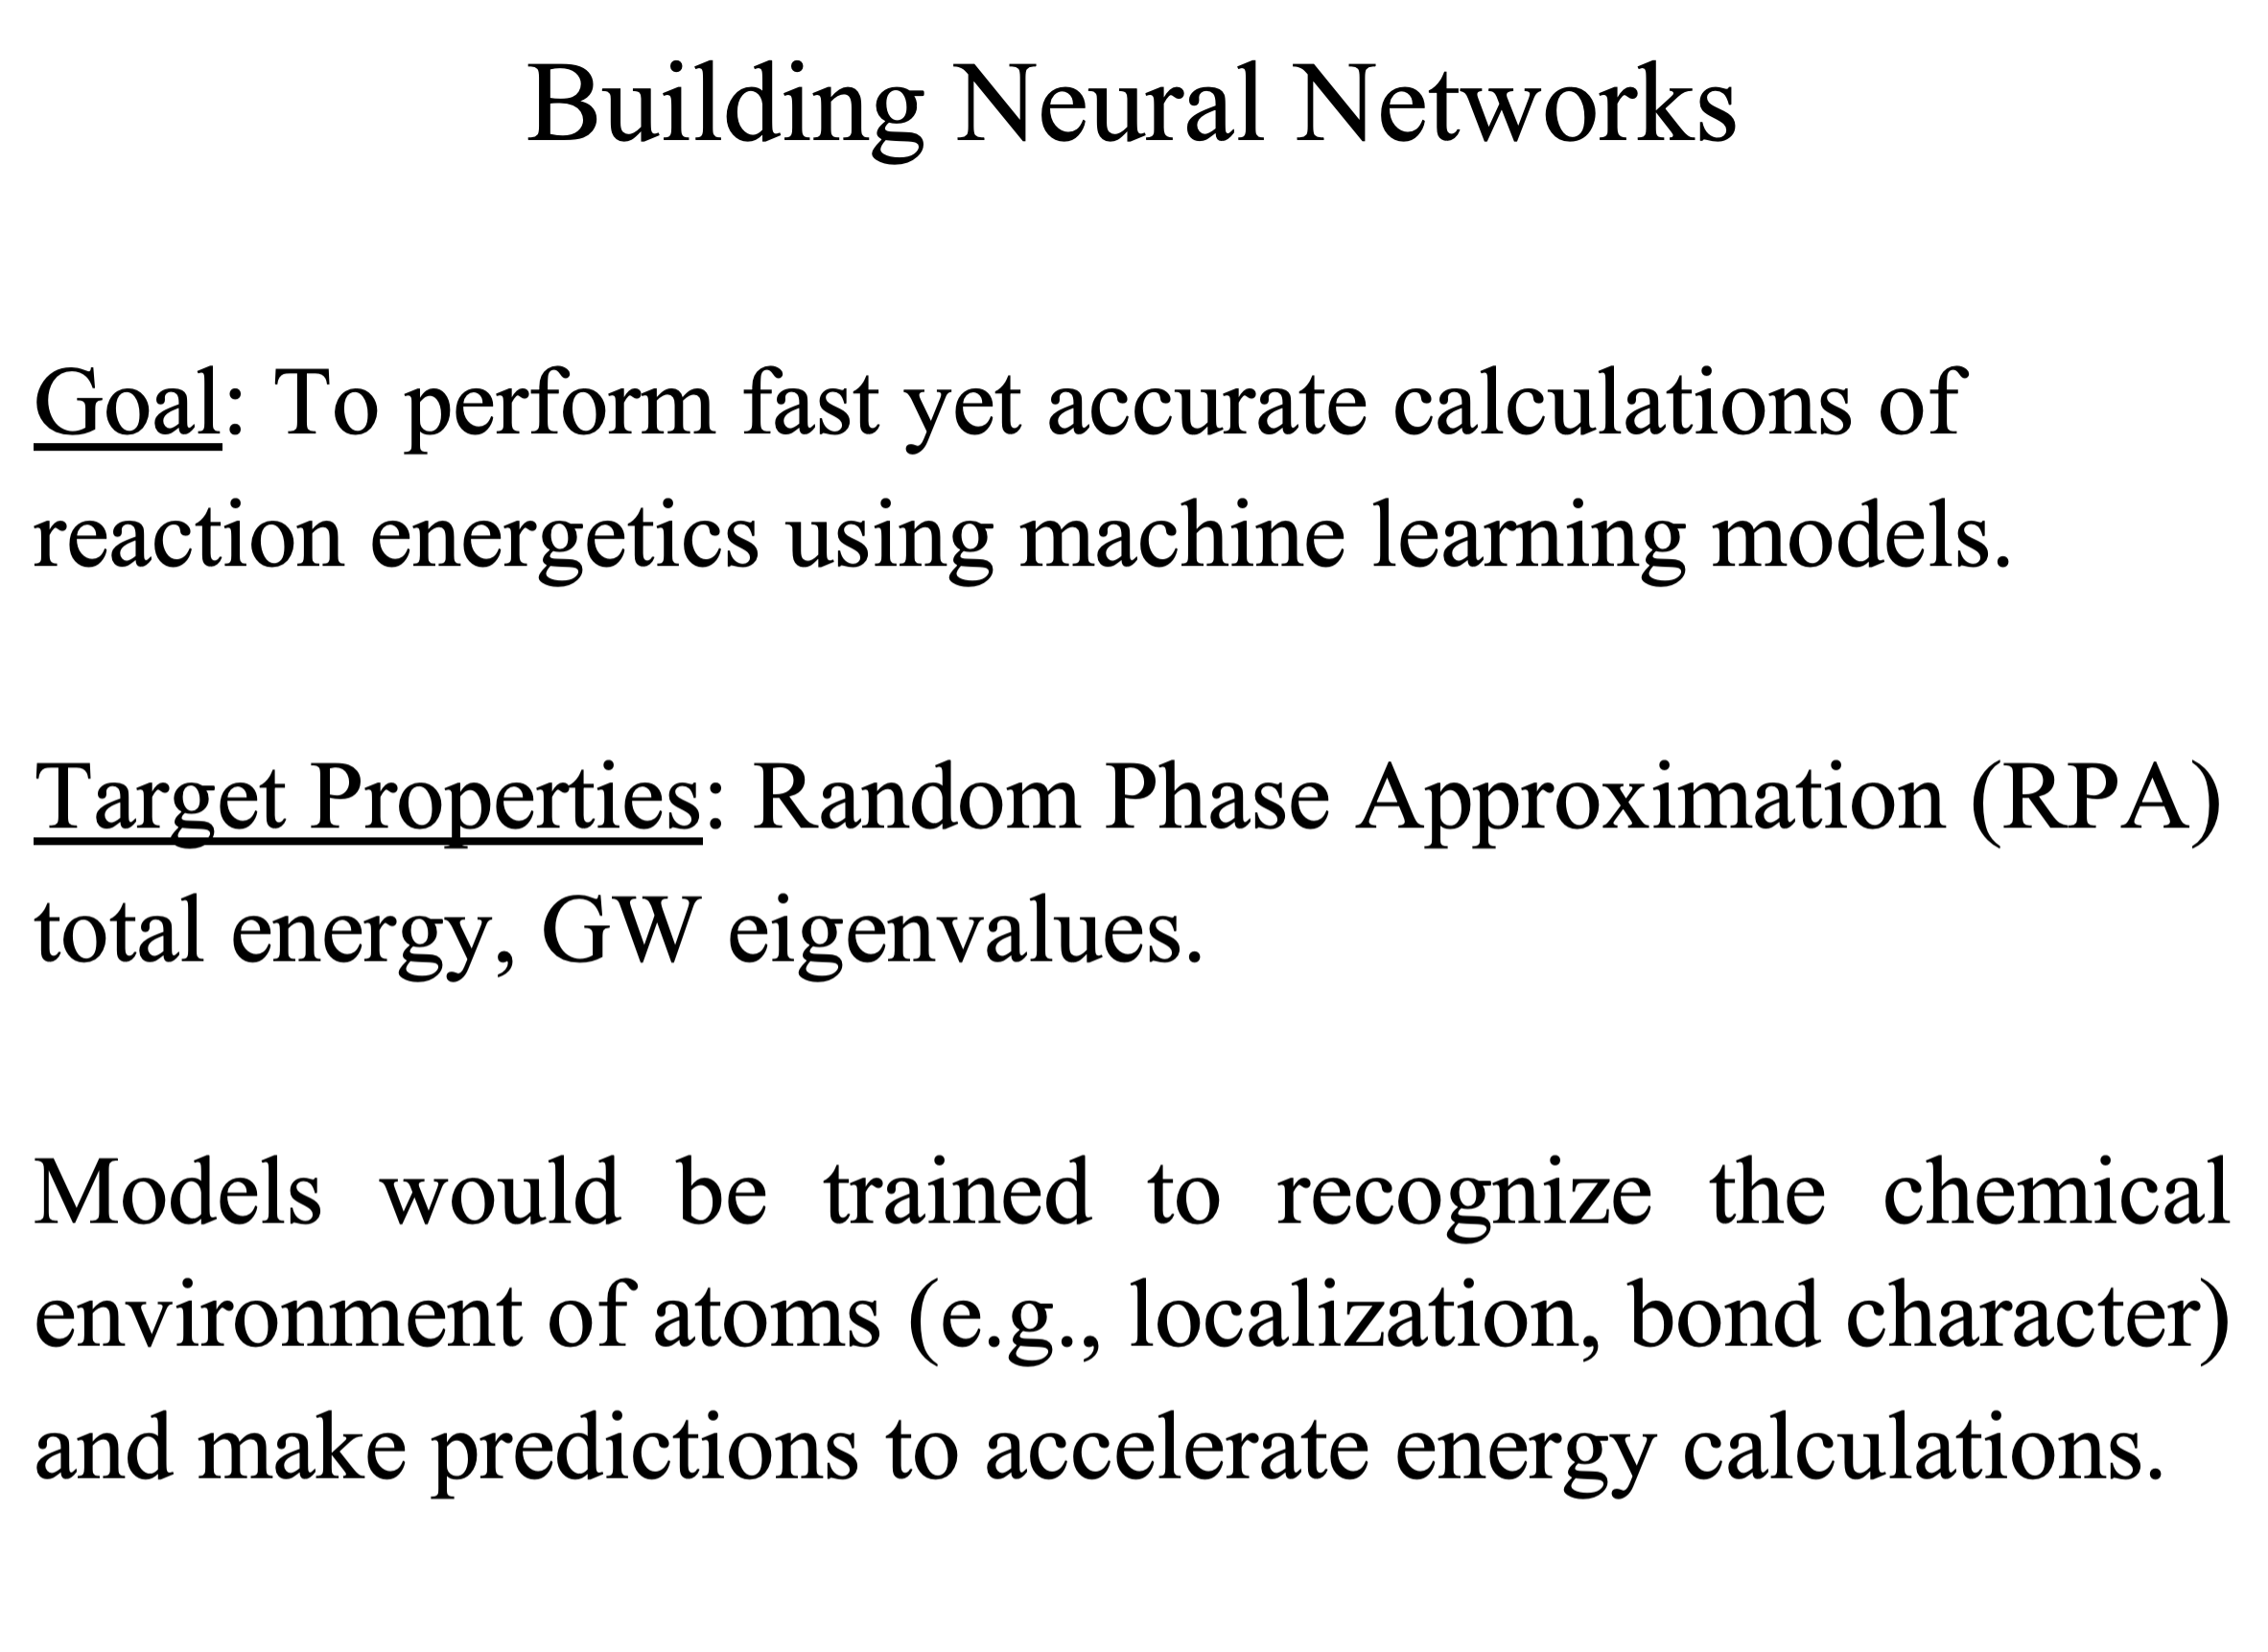 Building Neural Networks
Goal: To perform fast yet accurate calculations of
reaction energetics using machine learning models.
Target Properties: Random Phase Approximation (RPA)
total energy, GW eigenvalues.
Models would be trained to recognize the chemical
environment of atoms (e.g., localization, bond character)
and make predictions to accelerate energy calculations.